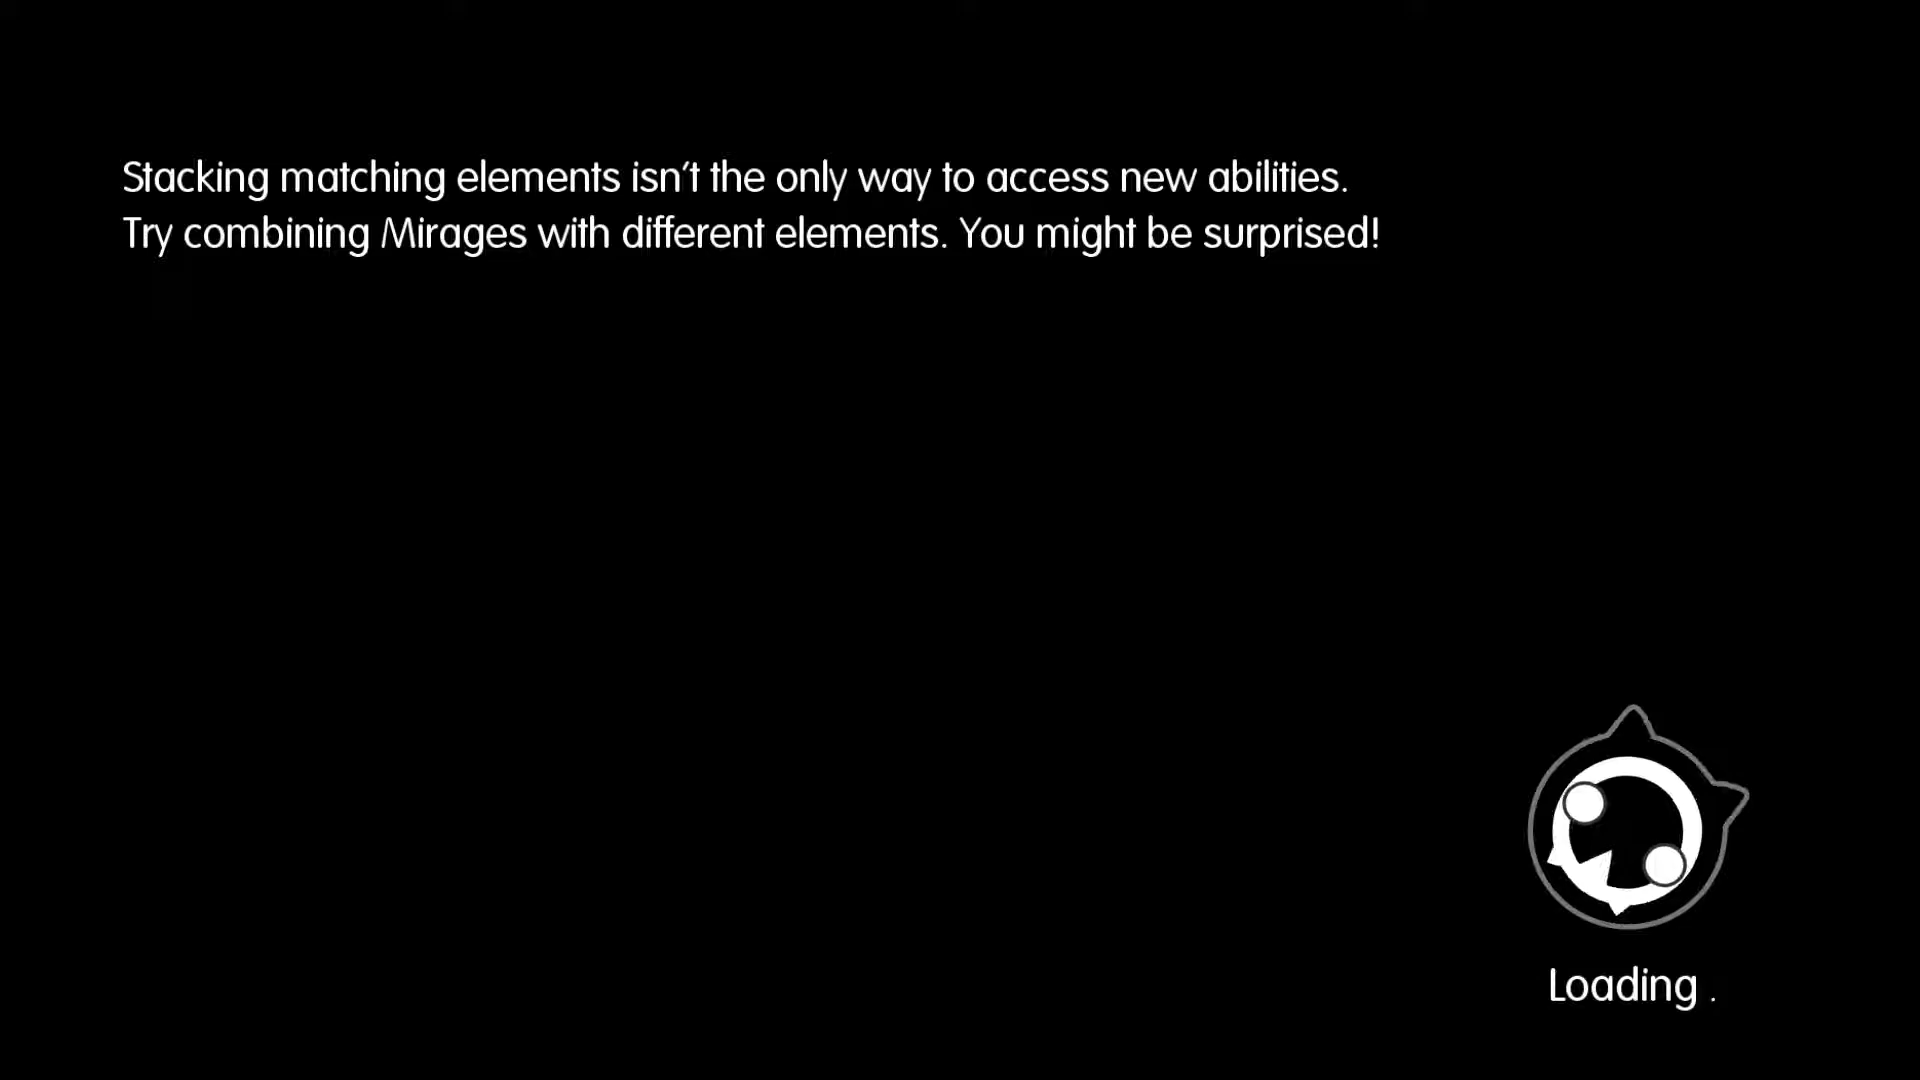 Stacking matching elements isn't the only way to access new abilities.
Try combining Mirages with different elements. You might be surprised!
Loading .